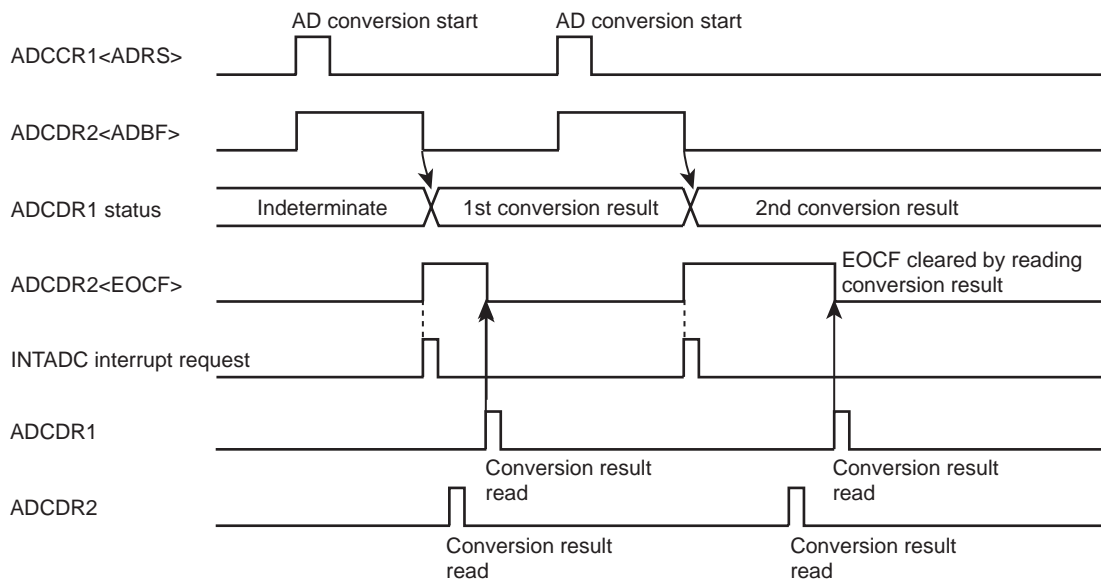 AD conversion start
AD conversion start
ADCCR1<ADRS>
ADCDR2<ADBF>
ADCDR1 status
Indeterminate
1st conversion result
2nd conversion result
EOCF cleared by reading
conversion result
ADCDR2<EOCF>
INTADC interrupt request
ADCDR1
Conversion result
read
Conversion result
read
ADCDR2
Conversion result
read
Conversion result
read